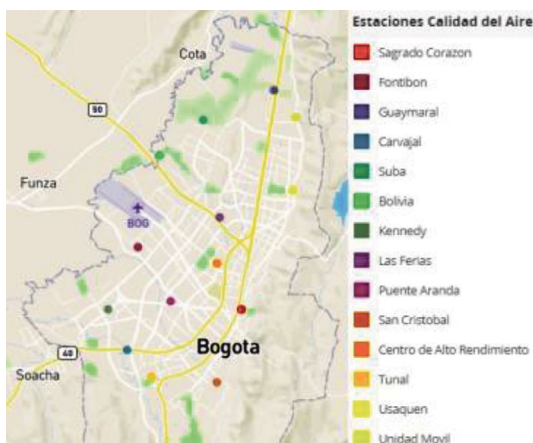 Estaciones Calidad del Aire
Cota
Sagrado Corazon
Fontibon
90
Guaymaral
Carvajal
Suba
Funza
Bolivia
BOG
Kennedy
Las Ferias
Puente Aranda
San Cristobal
Bogota
40
Centro de Alto Rendimiento
Soacha
Tunal
Usaquen
Unidad Movil